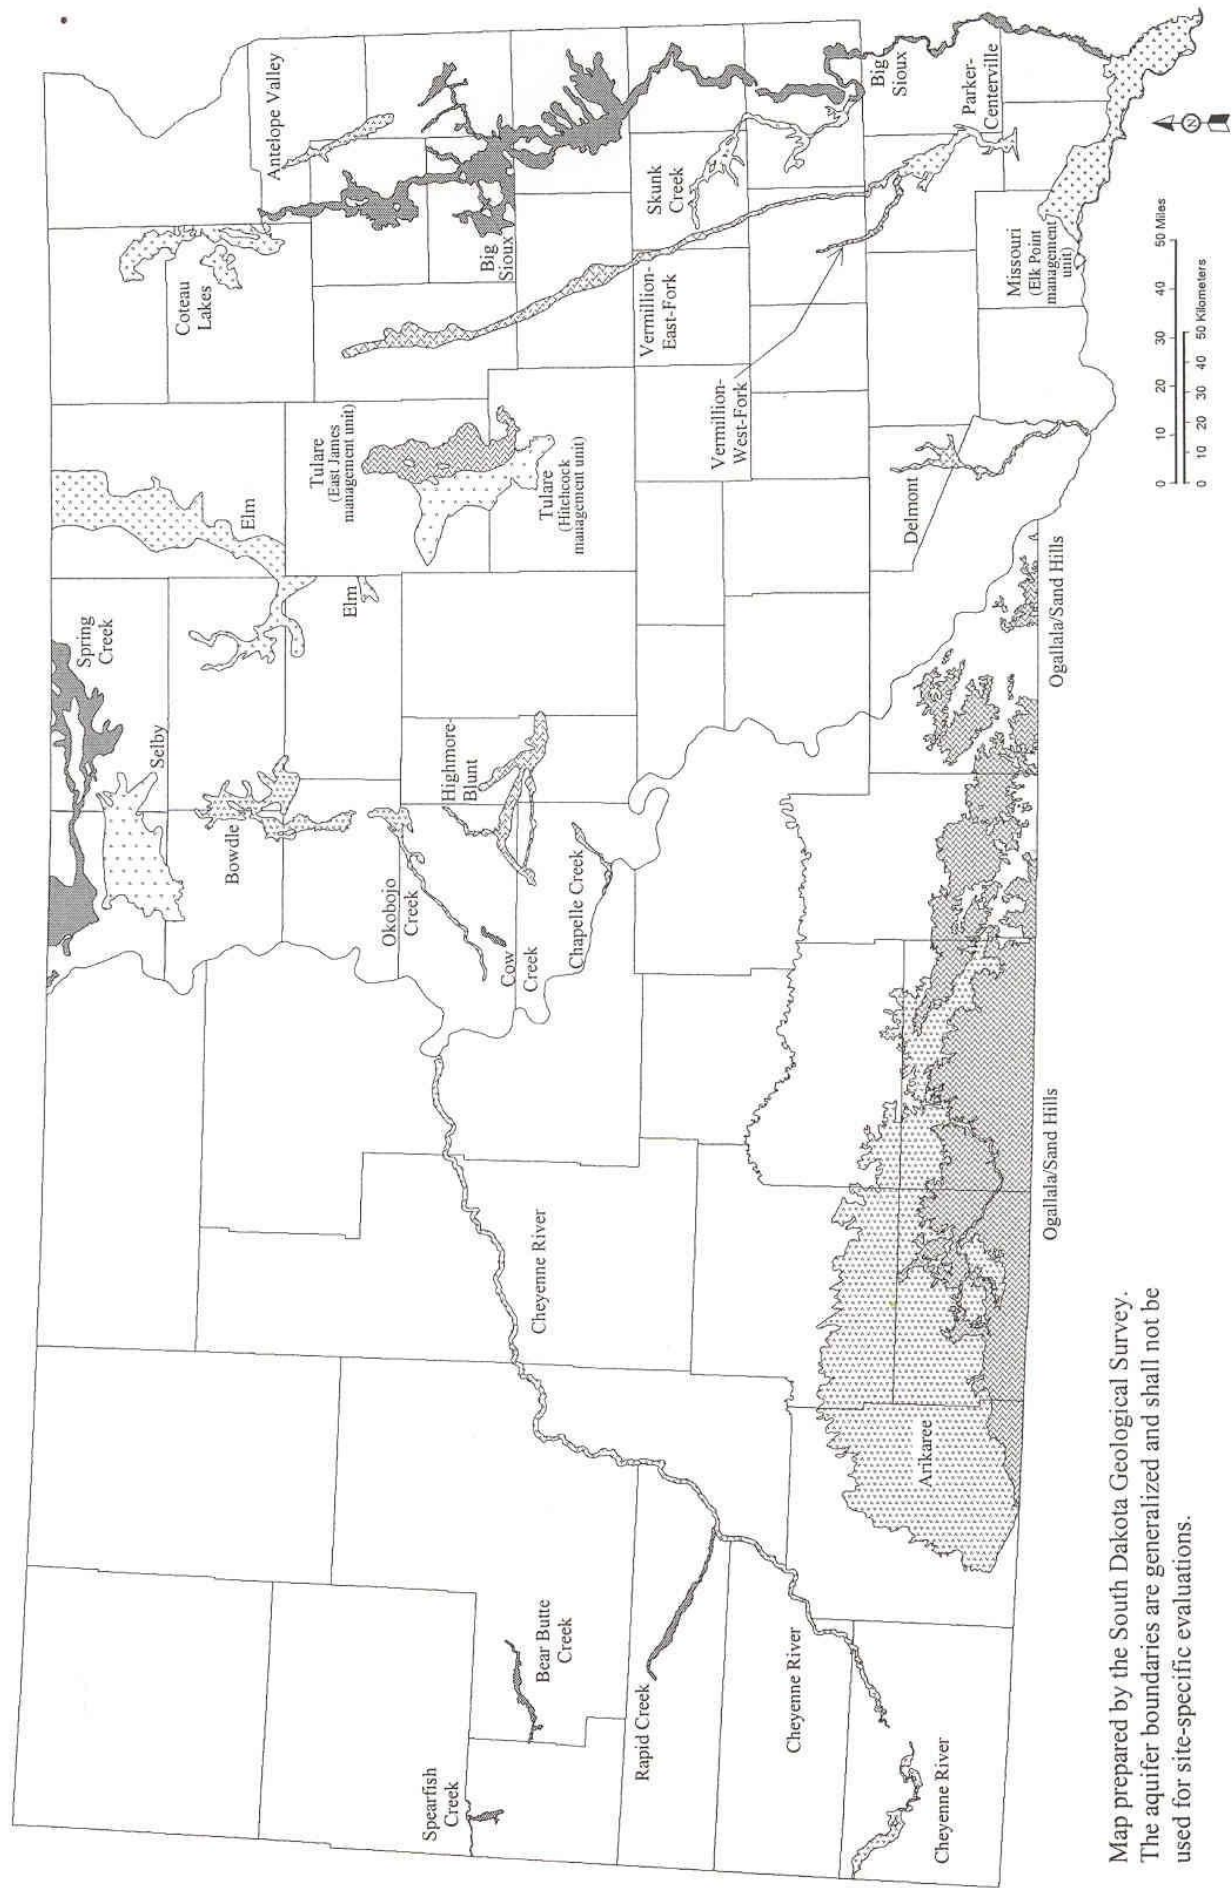 Antelope Valley
Coteau
Lakes
Big
Sioux
Skunk
Creek
Big
Sioux
Parker-
Centerville
Vermillion-
East-Fork
Vermillion-
West-Fork
Missouri
(Elk Point
management
unit)
Tulare
(East James
management unit)
Tulare
(Hitchcock
management unit)
Elm
Elm
Delmont
Spring
Creek
Selby
Bowdle
Highmore-
Blunt
Okobojo
Creek
Cow
Creek
Chapelle Creek
Ogallala/Sand Hills
Ogallala/Sand Hills
Cheyenne River
Arikaree
Bear Butte
Creek
Rapid Creek
Cheyenne River
Spearfish
Creek
Cheyenne River
N
0 10 20 30 40 50 Miles
0 10 20 30 40 50 Kilometers
Map prepared by the South Dakota Geological Survey.
The aquifer boundaries are generalized and shall not be
used for site-specific evaluations.